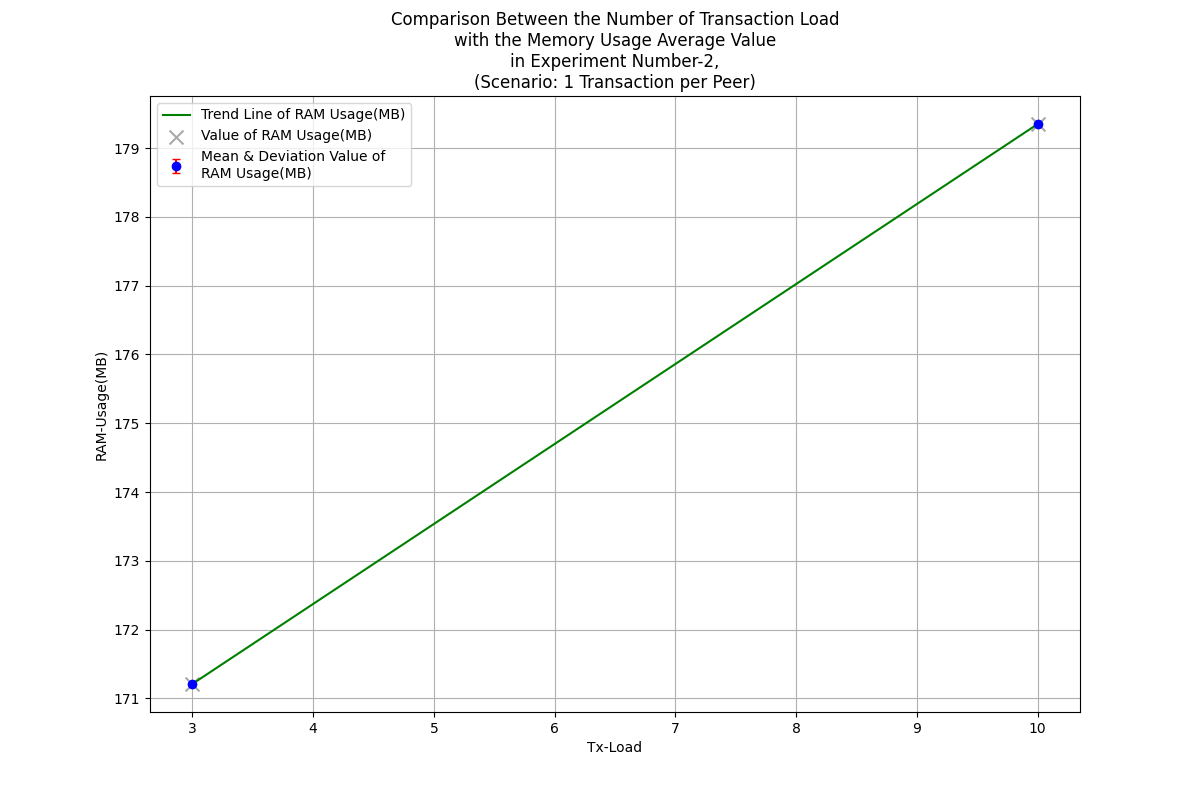 Comparison Between the Number of Transaction Load
with the Memory Usage Average Value
in Experiment Number-2,
(Scenario: 1 Transaction per Peer)
Trend Line of RAM Usage(MB)
Value of RAM Usage(MB)
Mean & Deviation Value of
RAM Usage(MB)
RAM-Usage(MB)
179
178
177
176
175
174
173
172
171
3 4 5 6 7 8 9 10
Tx-Load